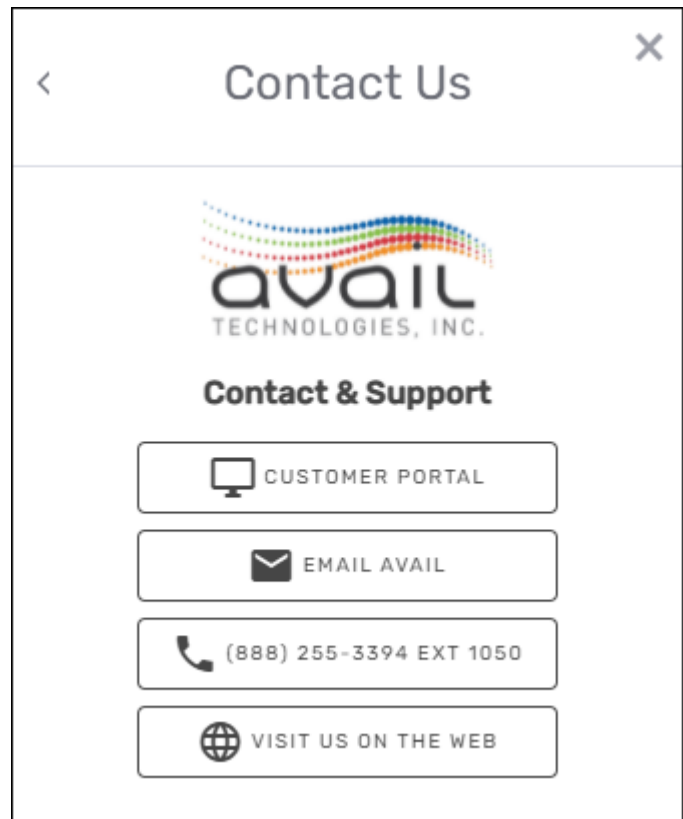 Contact Us
avail
TECHNOLOGIES, INC.
Contact & Support
CUSTOMER PORTAL
EMAIL AVAIL
(888) 255-3394 EXT 1050
VISIT US ON THE WEB